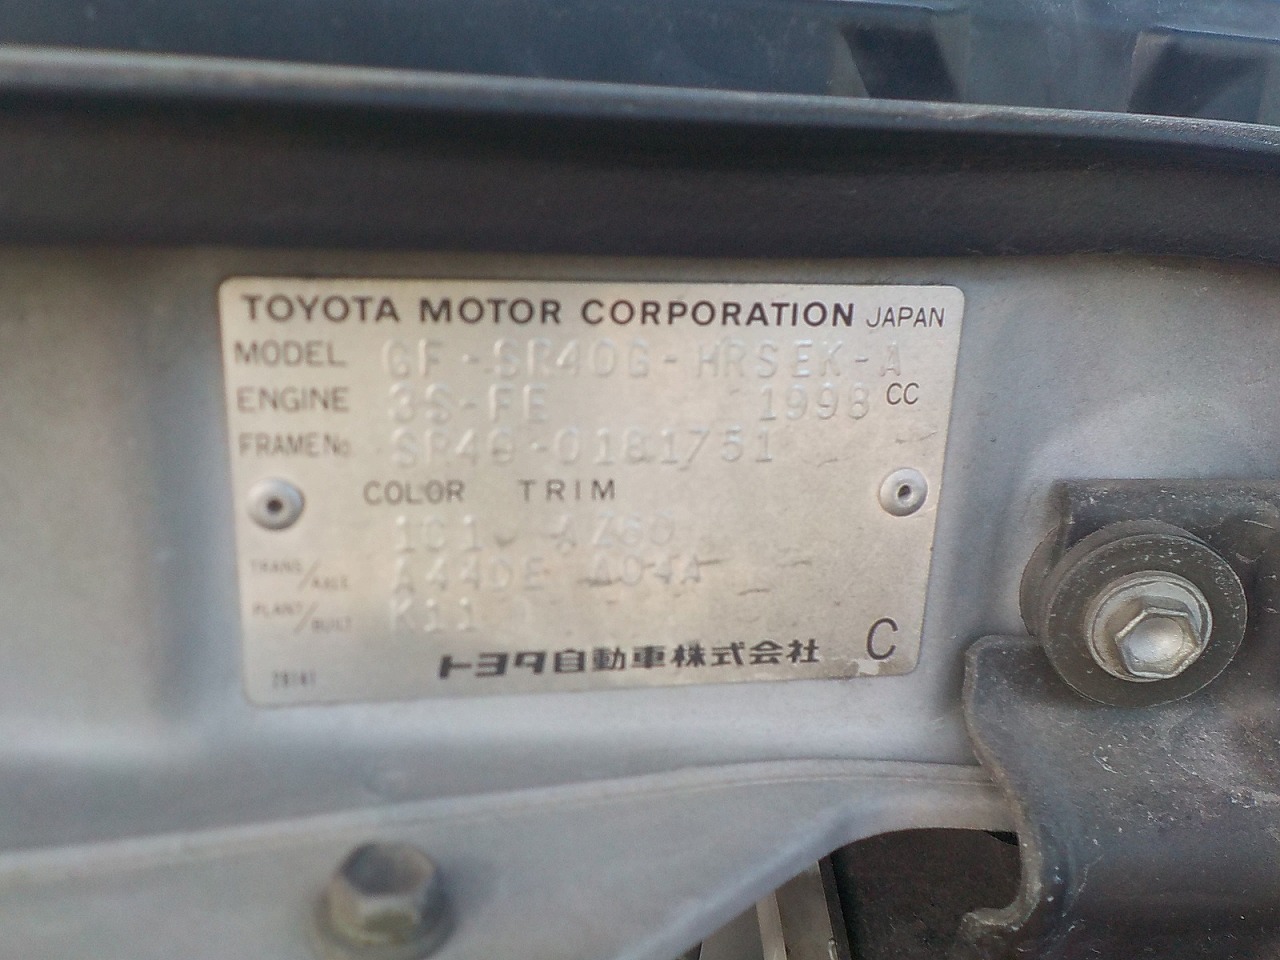 TOYOTA MOTOR CORPORATION JAPAN
MODEL GF-SR40G-HRSEK-A
ENGINE 3S-FE 1998 CC
FRAME No. SR40-0181751
COLOR TRIM
1C1
TRANS/AXLE A440E A04A
PLANT/BUILT K11
トヨタ自動車株式会社 C